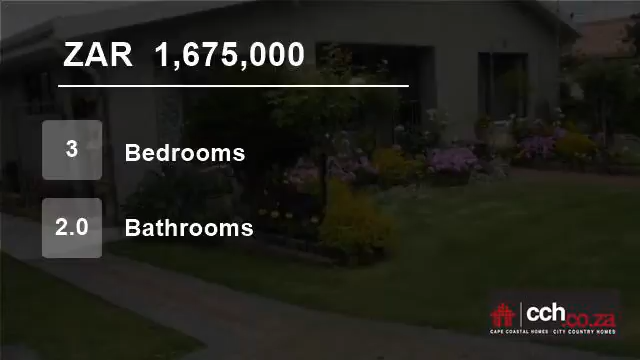 ZAR 1,675,000
3 Bedrooms
2.0 Bathrooms
cch.co.za
CAPE COASTAL HOMES · CITY COUNTRY HOMES